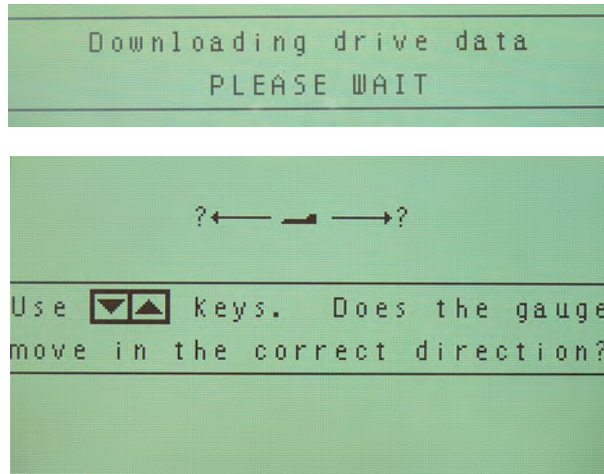 Downloading drive data
PLEASE WAIT
? ?
Use keys. Does the gauge
move in the correct direction?